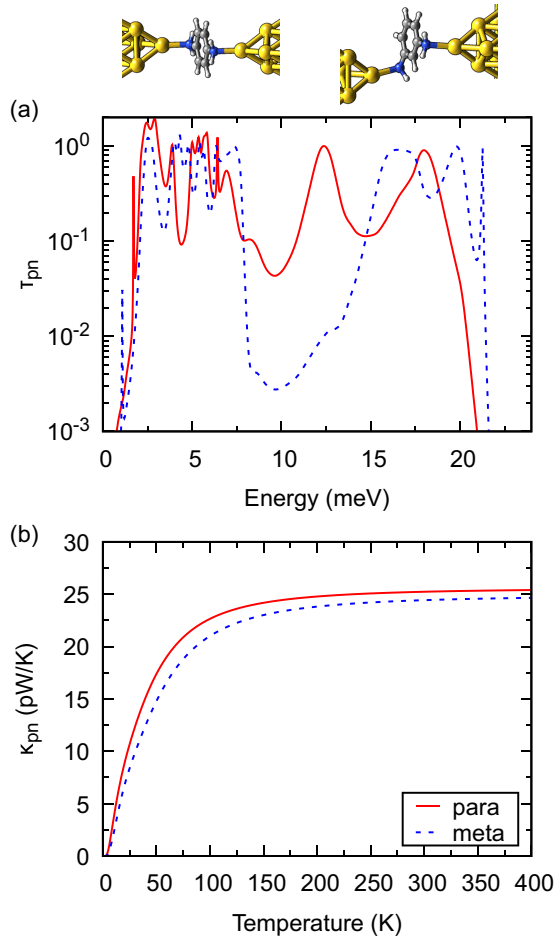 (a)
10^0
10^-1
10^-2
10^-3
τpn
0 5 10 15 20
Energy (meV)
(b)
30
25
20
15
10
5
0
κpn (pW/K)
0 50 100 150 200 250 300 350 400
Temperature (K)
para
meta